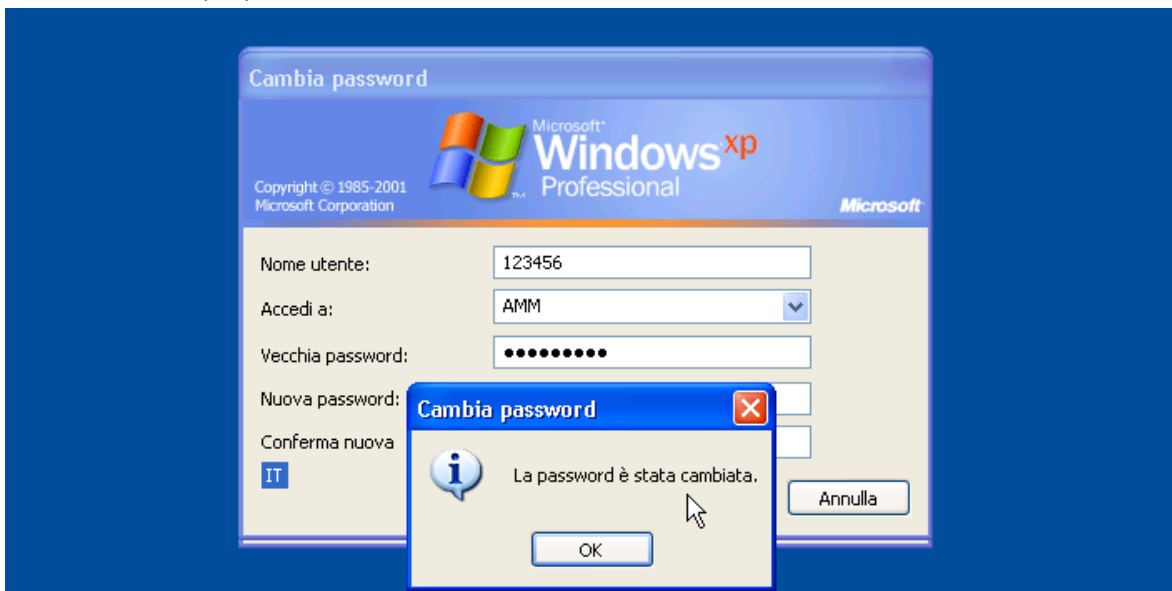 Cambia password
Microsoft®
Windows xp
Professional
TM
Copyright © 1985-2001
Microsoft Corporation
Microsoft
Nome utente: 123456
Accedi a: AMM
Vecchia password: •••••••••
Nuova password:
Cambia password
Conferma nuova
IT
La password è stata cambiata.
Annulla
OK